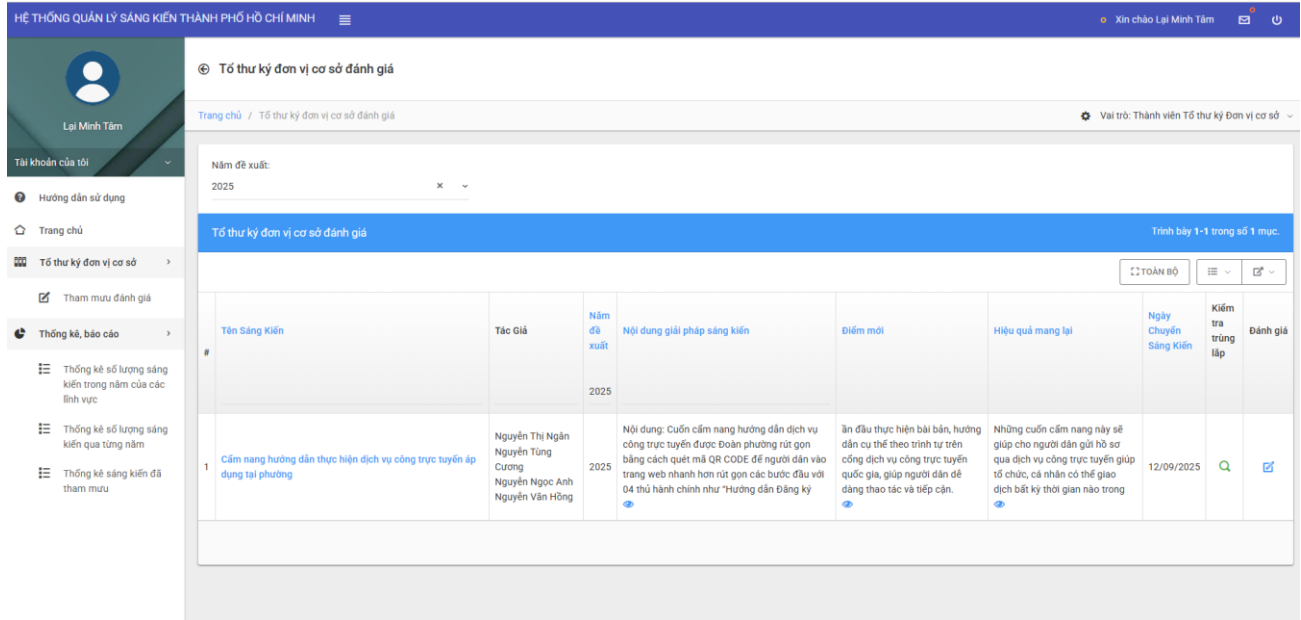 HỆ THỐNG QUẢN LÝ SÁNG KIẾN THÀNH PHỐ HỒ CHÍ MINH
Xin chào Lại Minh Tâm
Lại Minh Tâm
Tài khoản của tôi
Hướng dẫn sử dụng
Trang chủ
Tổ thư ký đơn vị cơ sở
Tham mưu đánh giá
Thống kê, báo cáo
Thống kê số lượng sáng
kiến trong năm của các
lĩnh vực
Thống kê số lượng sáng
kiến qua từng năm
Thống kê sáng kiến đã
tham mưu
Tổ thư ký đơn vị cơ sở đánh giá
Trang chủ / Tổ thư ký đơn vị cơ sở đánh giá
Vai trò: Thành viên Tổ thư ký Đơn vị cơ sở
Năm đề xuất:
2025
Tổ thư ký đơn vị cơ sở đánh giá
Trình bày 1-1 trong số 1 mục.
TOÀN BỘ
#
Tên Sáng Kiến
Tác Giả
Năm
đề
xuất
2025
Nội dung giải pháp sáng kiến
Điểm mới
Hiệu quả mang lại
Ngày
Chuyển
Sáng Kiến
Kiểm
tra
trùng
lắp
Đánh giá
1
Cẩm nang hướng dẫn thực hiện dịch vụ công trực tuyến áp
dụng tại phường
Nguyễn Thị Ngân
Nguyễn Tùng
Cương
Nguyễn Ngọc Anh
Nguyễn Văn Hồng
2025
Nội dung: Cuốn cẩm nang hướng dẫn dịch vụ
công trực tuyến được Đoàn phường rút gọn
bằng cách quét mã QR CODE để người dân vào
trang web nhanh hơn rút gọn các bước đầu với
04 thủ hành chính như "Hướng dẫn Đăng ký
ần đầu thực hiện bài bản, hướng
dẫn cụ thể theo trình tự trên
cổng dịch vụ công trực tuyến
quốc gia, giúp người dân dễ
dàng thao tác và tiếp cận.
Những cuốn cẩm nang này sẽ
giúp cho người dân gửi hồ sơ
qua dịch vụ công trực tuyến giúp
tổ chức, cá nhân có thể giao
dịch bất kỳ thời gian nào trong
12/09/2025